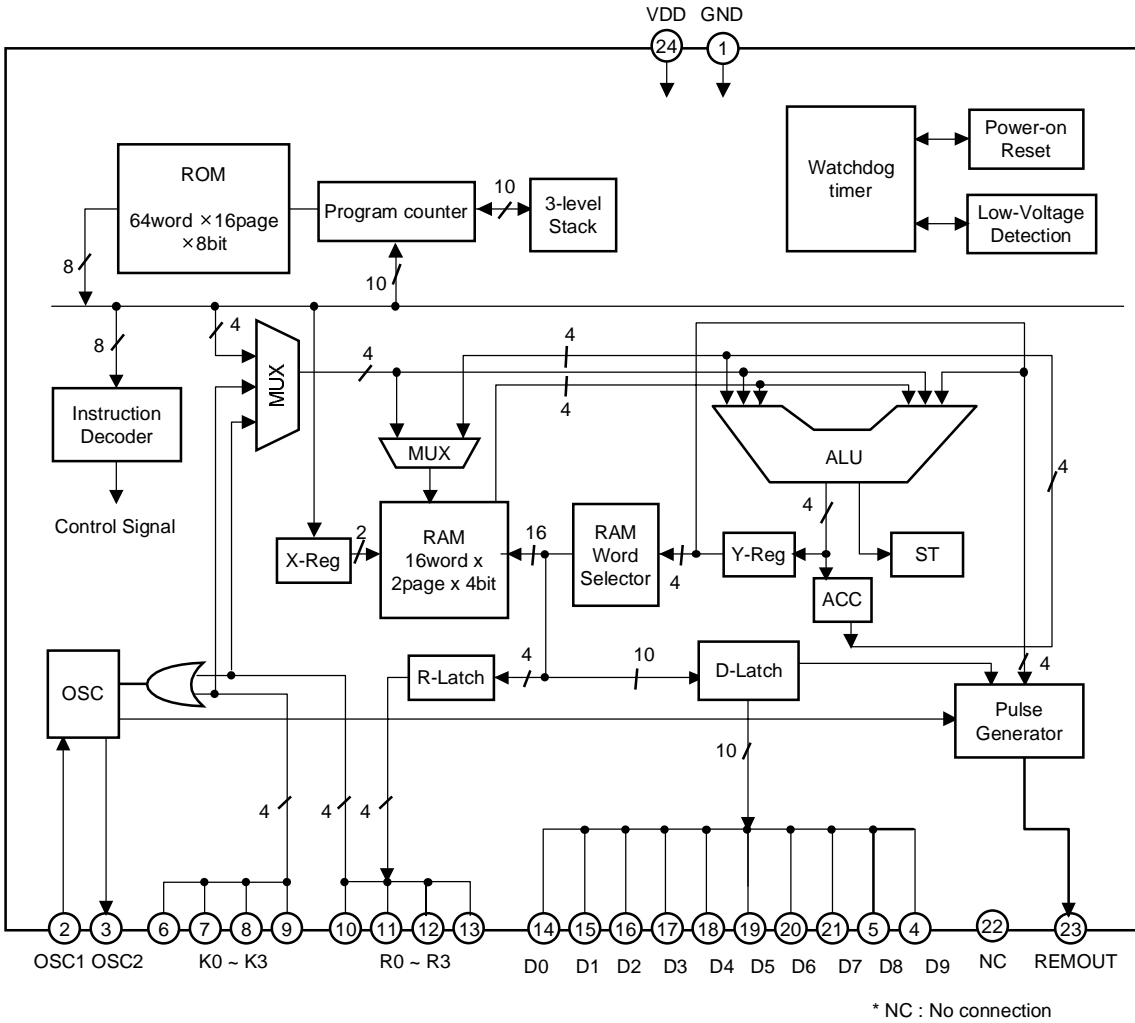 VDD GND
24 1
ROM
64word ×16page
×8bit
Program counter
10
3-level
Stack
Watchdog
timer
Power-on
Reset
Low-Voltage
Detection
8
10
8
4
MUX
4
4
4
Instruction
Decoder
Control Signal
MUX
ALU
4
4
X-Reg
2
RAM
16word x
2page x 4bit
16
RAM
Word
Selector
4
Y-Reg
ST
ACC
OSC
R-Latch
4
10
D-Latch
4
Pulse
Generator
10
4
4
4
2 3 6 7 8 9 10 11 12 13 14 15 16 17 18 19 20 21 5 4 22 23
OSC1 OSC2 K0 ~ K3 R0 ~ R3 D0 D1 D2 D3 D4 D5 D6 D7 D8 D9 NC REMOUT
* NC : No connection